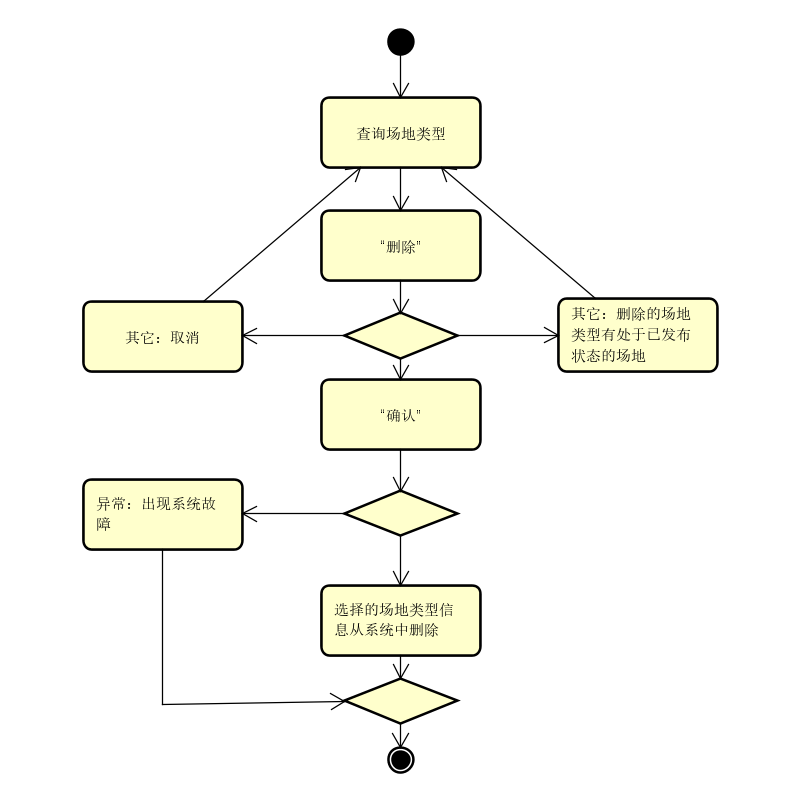 查询场地类型
“删除”
其它：取消
其它：删除的场地
类型有处于已发布
状态的场地
“确认”
异常：出现系统故
障
选择的场地类型信
息从系统中删除